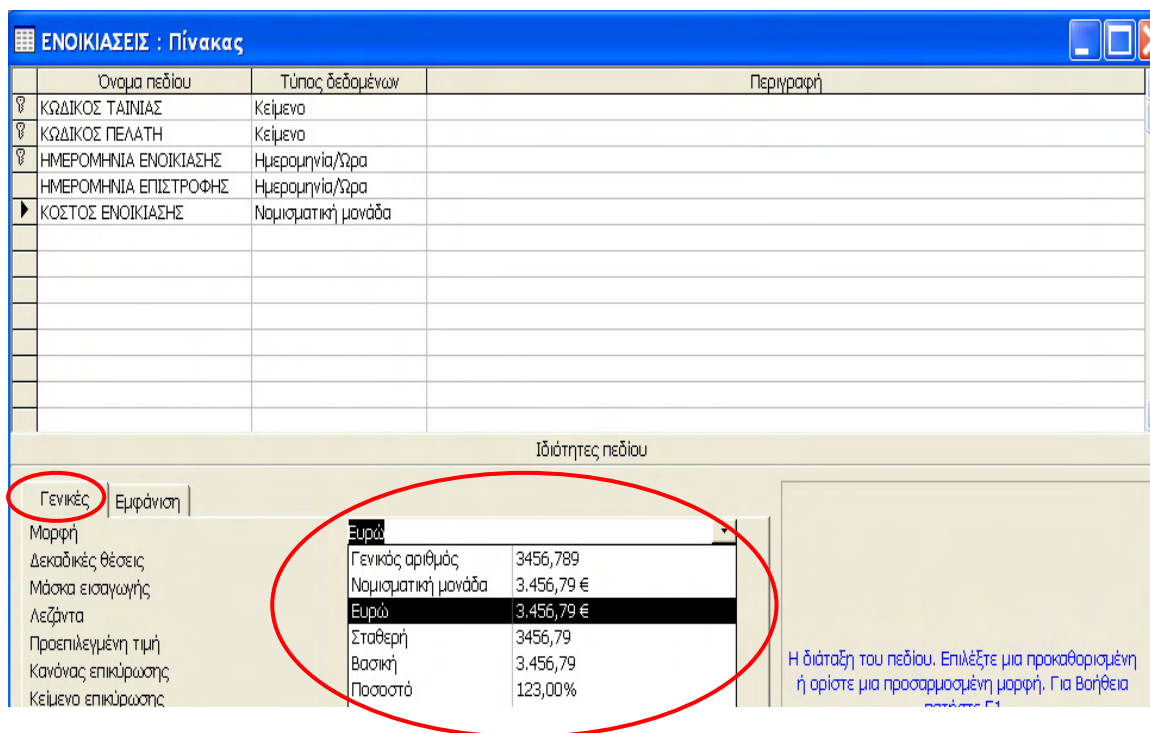 ΕΝΟΙΚΙΑΣΕΙΣ : Πίνακας
Όνομα πεδίου Τύπος δεδομένων Περιγραφή
ΚΩΔΙΚΟΣ ΤΑΙΝΙΑΣ Κείμενο
ΚΩΔΙΚΟΣ ΠΕΛΑΤΗ Κείμενο
ΗΜΕΡΟΜΗΝΙΑ ΕΝΟΙΚΙΑΣΗΣ Ημερομηνία/Ώρα
ΗΜΕΡΟΜΗΝΙΑ ΕΠΙΣΤΡΟΦΗΣ Ημερομηνία/Ώρα
ΚΟΣΤΟΣ ΕΝΟΙΚΙΑΣΗΣ Νομισματική μονάδα
Ιδιότητες πεδίου
Γενικές Εμφάνιση
Μορφή Ευρώ
Δεκαδικές θέσεις Γενικός αριθμός 3456,789
Μάσκα εισαγωγής Νομισματική μονάδα 3.456,79 €
Λεζάντα Ευρώ 3.456,79 €
Προεπιλεγμένη τιμή Σταθερή 3456,79
Κανόνας επικύρωσης Βασική 3.456,79
Κείμενο επικύρωσης Ποσοστό 123,00%
Η διάταξη του πεδίου. Επιλέξτε μια προκαθορισμένη
ή ορίστε μια προσαρμοσμένη μορφή. Για Βοήθεια
πατήστε F1